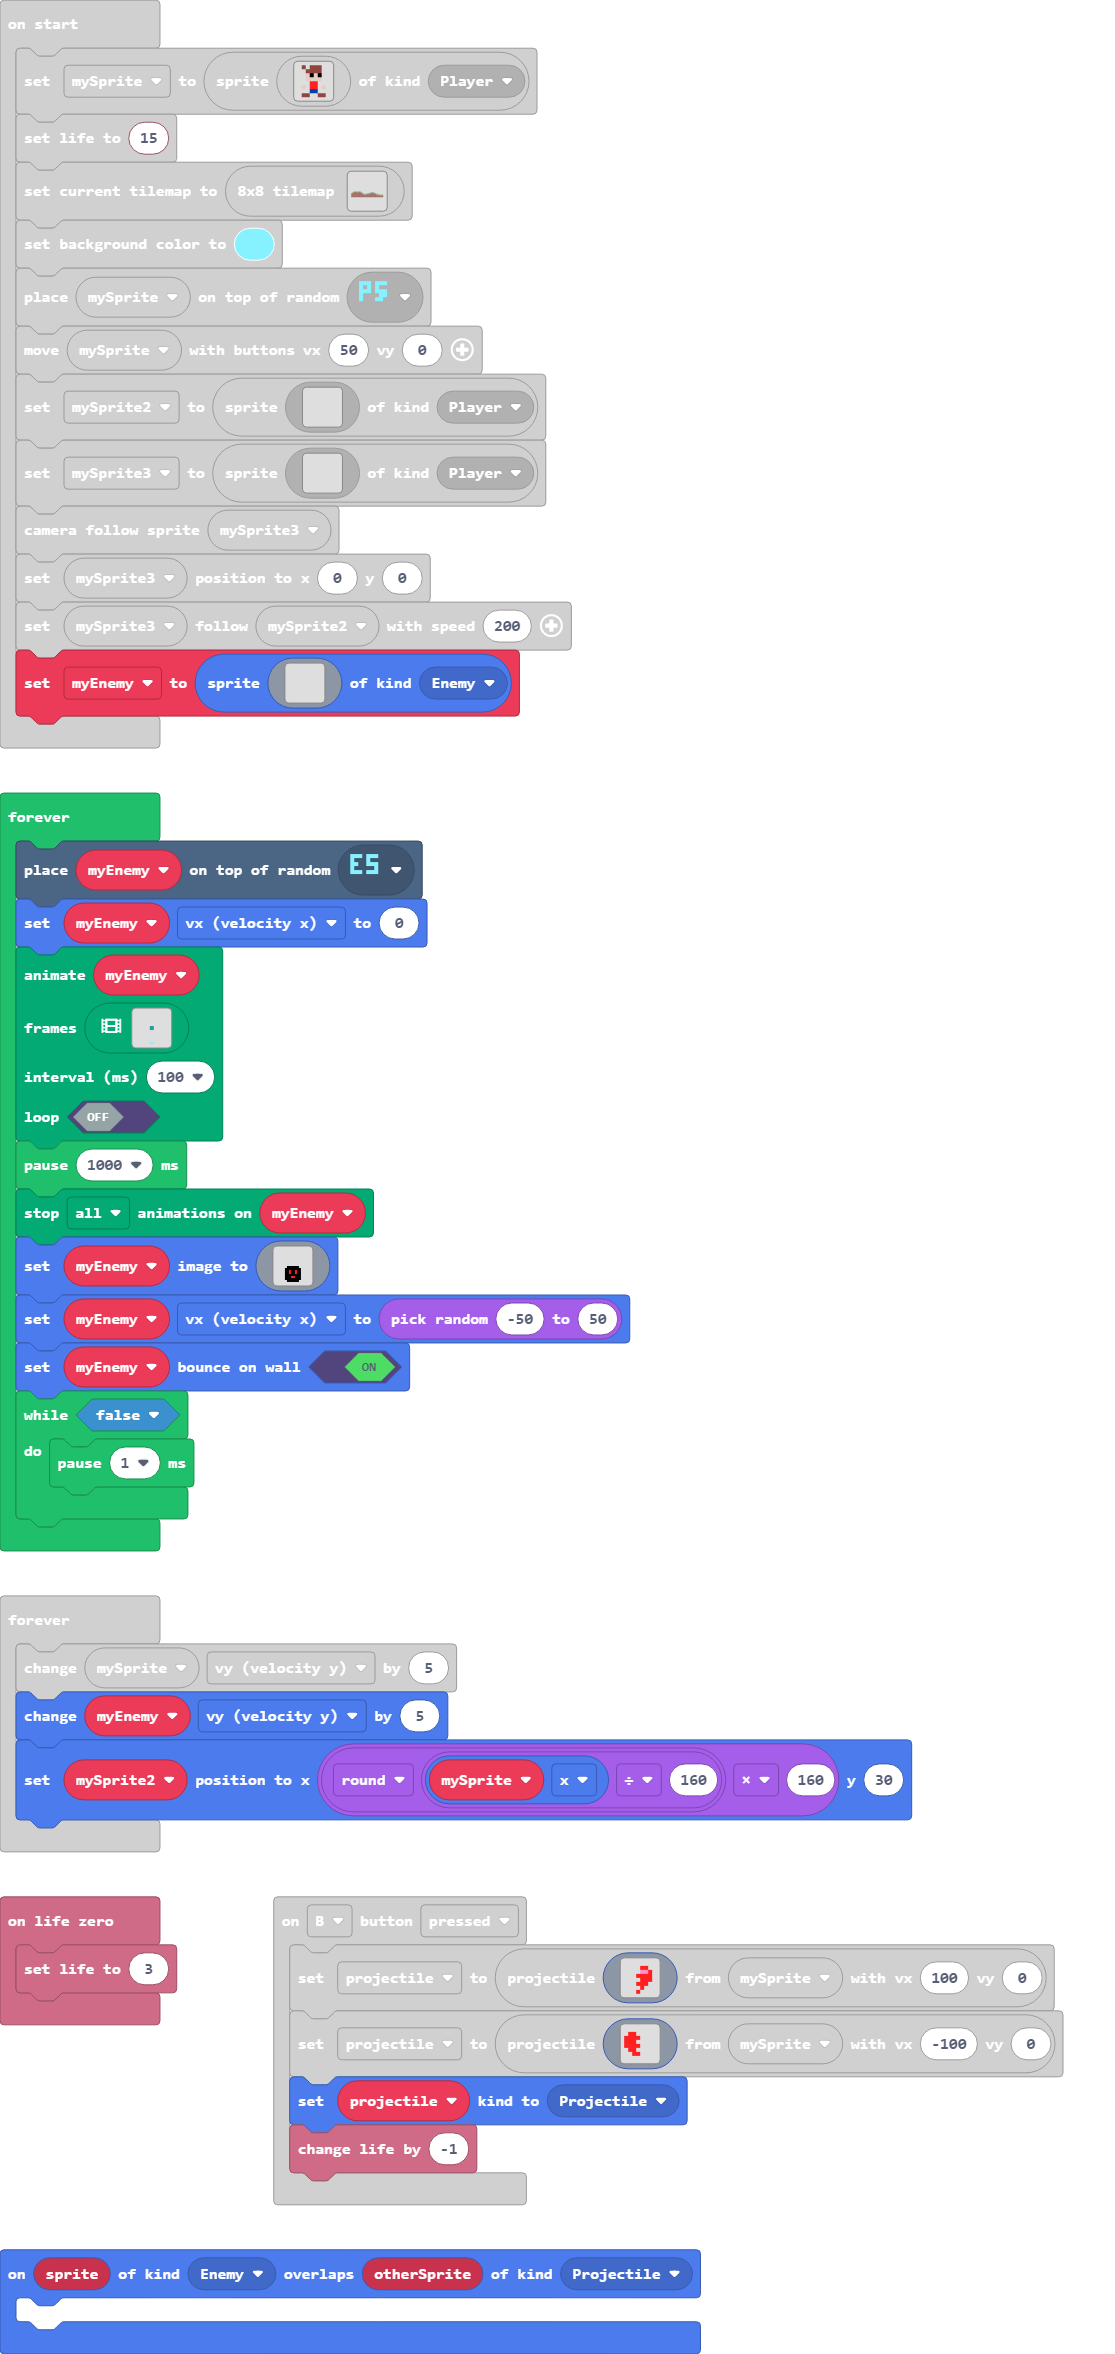 on start
set mySprite to sprite of kind Player
set life to 15
set current tilemap to 8x8 tilemap
set background color to
place mySprite on top of random PS
move mySprite with buttons vx 50 vy 0
set mySprite2 to sprite of kind Player
set mySprite3 to sprite of kind Player
camera follow sprite mySprite3
set mySprite3 position to x 0 y 0
set mySprite3 follow mySprite2 with speed 200
set myEnemy to sprite of kind Enemy
forever
place myEnemy on top of random ES
set myEnemy vx (velocity x) to 0
animate myEnemy
frames
interval (ms) 100
loop OFF
pause 1000 ms
stop all animations on myEnemy
set myEnemy image to
set myEnemy vx (velocity x) to pick random -50 to 50
set myEnemy bounce on wall ON
while false
do pause 1 ms
forever
change mySprite vy (velocity y) by 5
change myEnemy vy (velocity y) by 5
set mySprite2 position to x round mySprite x ÷ 160 × 160 y 30
on life zero
set life to 3
on B button pressed
set projectile to projectile from mySprite with vx 100 vy 0
set projectile to projectile from mySprite with vx -100 vy 0
set projectile kind to Projectile
change life by -1
on sprite of kind Enemy overlaps otherSprite of kind Projectile